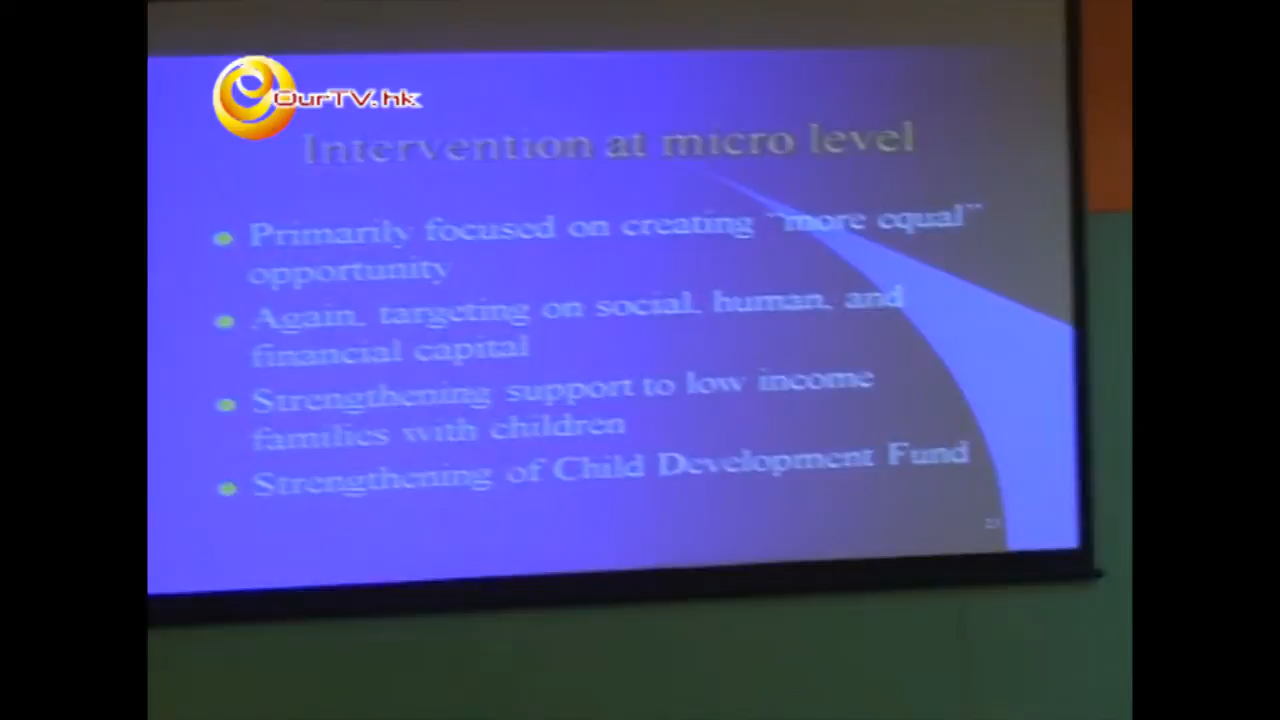 OurTV.hk
Intervention at micro level
Primarily focused on creating “more equal”
opportunity
Again, targeting on social, human, and
financial capital
Strengthening support to low income
families with children
Strengthening of Child Development Fund